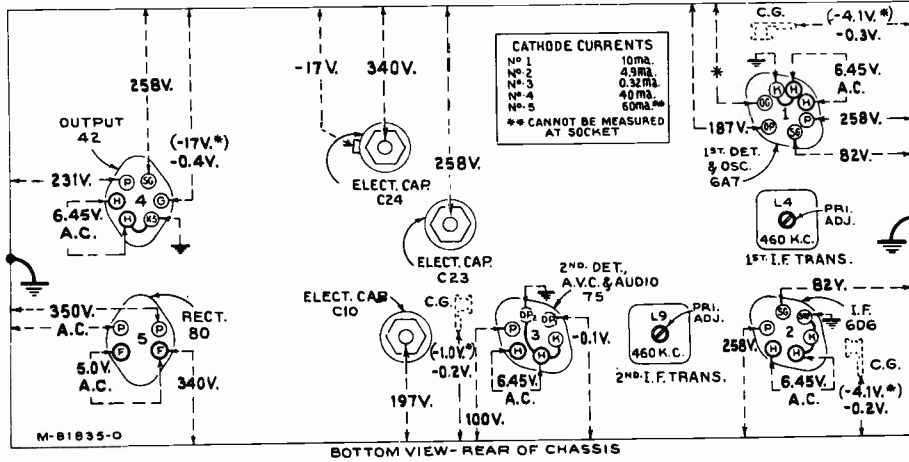 C.G.
(-4.1V.*)
-0.3V.
-17V.
340V.
258V.
CATHODE CURRENTS
No 1 10ma.
No 2 4.9ma.
No 3 0.32ma.
No 4 40ma.
No 5 60ma.**
** CANNOT BE MEASURED
AT SOCKET
*
6.45V.
A.C.
K H
OG H
1
OP P
SG
187V.
258V.
82V.
1ST. DET.
& OSC.
6A7
OUTPUT
42
(-17V.*)
-0.4V.
231V.
P SG
H 4 G
H KS
6.45V.
A.C.
ELECT. CAP.
C24
258V.
ELECT. CAP.
C23
L4
460 K.C.
PRI.
ADJ.
1ST. I.F. TRANS.
350V.
A.C.
RECT.
80
P P
5
F F
5.0V.
A.C.
340V.
ELECT. CAP.
C10
197V.
C.G.
(-1.0V.*)
-0.2V.
100V.
2ND. DET.,
A.V.C. & AUDIO
75
DP2 DP1
P 3 K
H H
-0.1V.
6.45V.
A.C.
L9
460 K.C.
PRI.
ADJ.
2ND. I.F. TRANS.
82V.
I.F.
6D6
SG
P 2
H H
258V.
6.45V.
A.C.
C.G.
(-4.1V.*)
-0.2V.
M-81835-0
BOTTOM VIEW-REAR OF CHASSIS